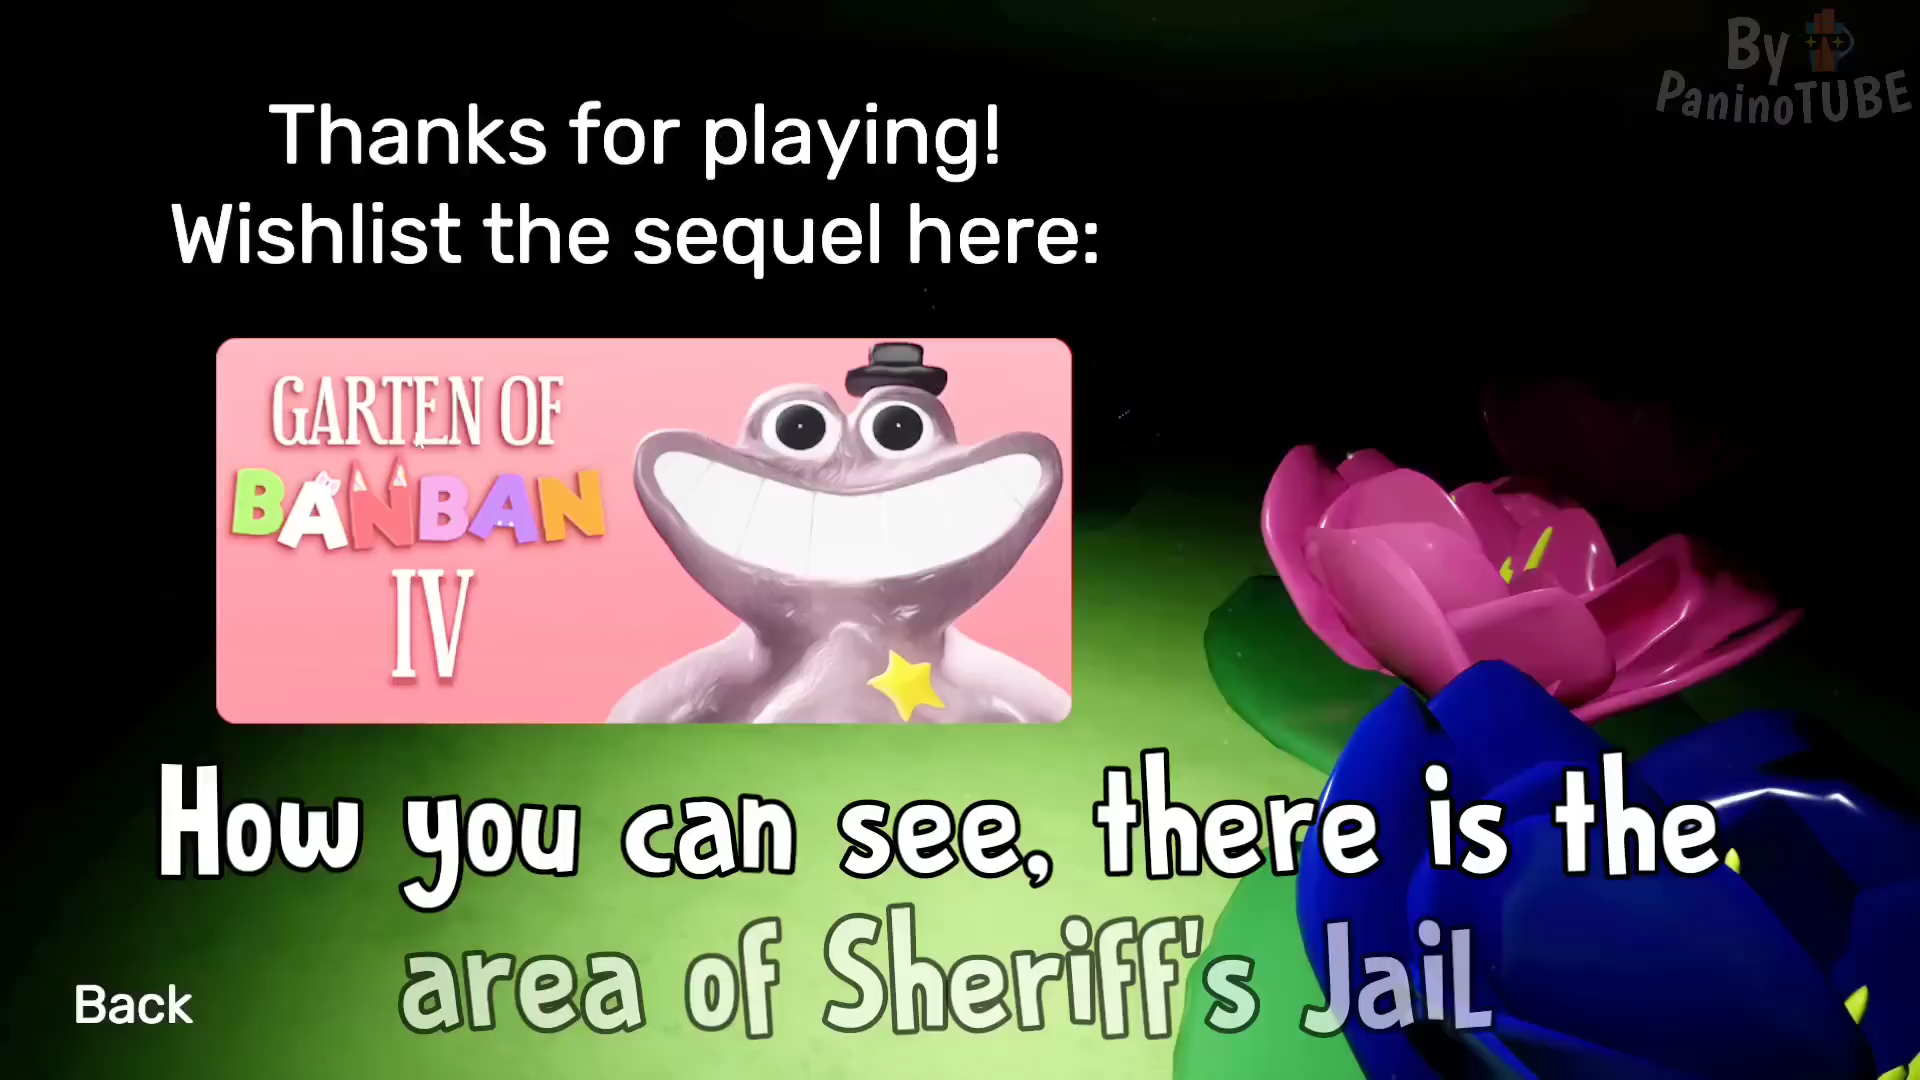 By
PaninoTUBE
Thanks for playing!
Wishlist the sequel here:
GARTEN OF
BANBAN
IV
How you can see, there is the
area of Sheriff's Jail
Back